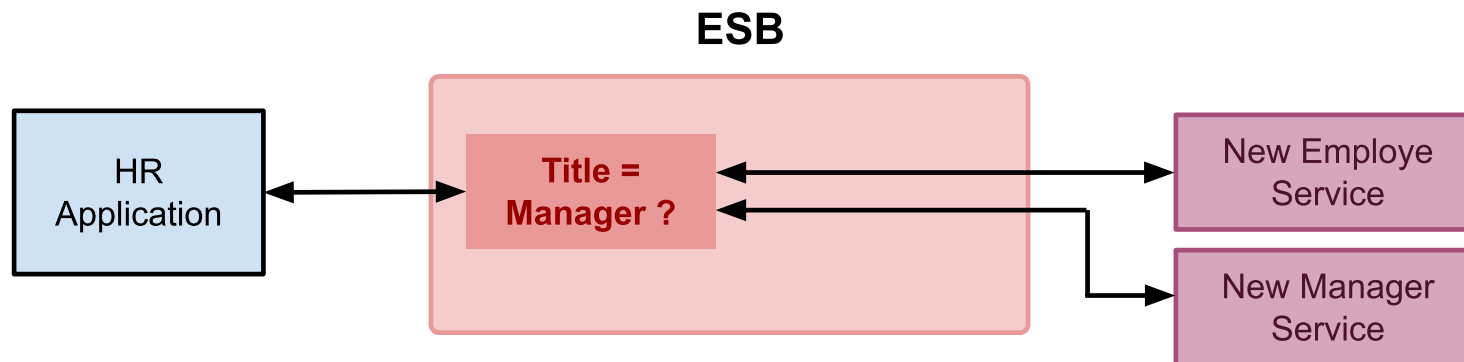 ESB
HR
Application
Title =
Manager ?
New Employe
Service
New Manager
Service